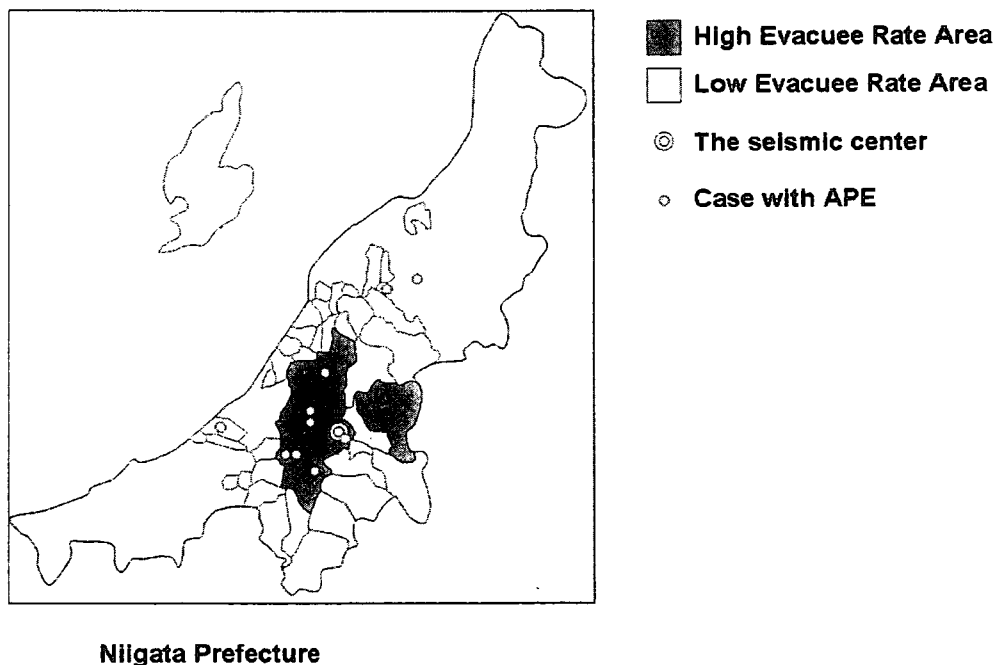 High Evacuee Rate Area
Low Evacuee Rate Area
The seismic center
Case with APE
Niigata Prefecture